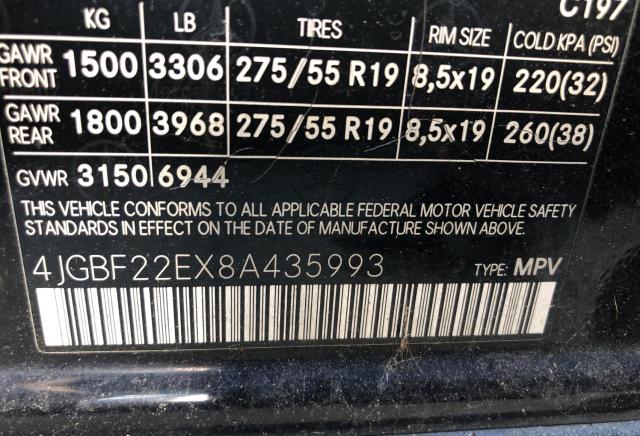 C197
KG LB TIRES RIM SIZE COLD KPA (PSI)
GAWR FRONT 1500 3306 275/55 R19 8,5x19 220(32)
GAWR REAR 1800 3968 275/55 R19 8,5x19 260(38)
GVWR 3150 6944
THIS VEHICLE CONFORMS TO ALL APPLICABLE FEDERAL MOTOR VEHICLE SAFETY
STANDARDS IN EFFECT ON THE DATE OF MANUFACTURE SHOWN ABOVE.
4JGBF22EX8A435993 TYPE: MPV